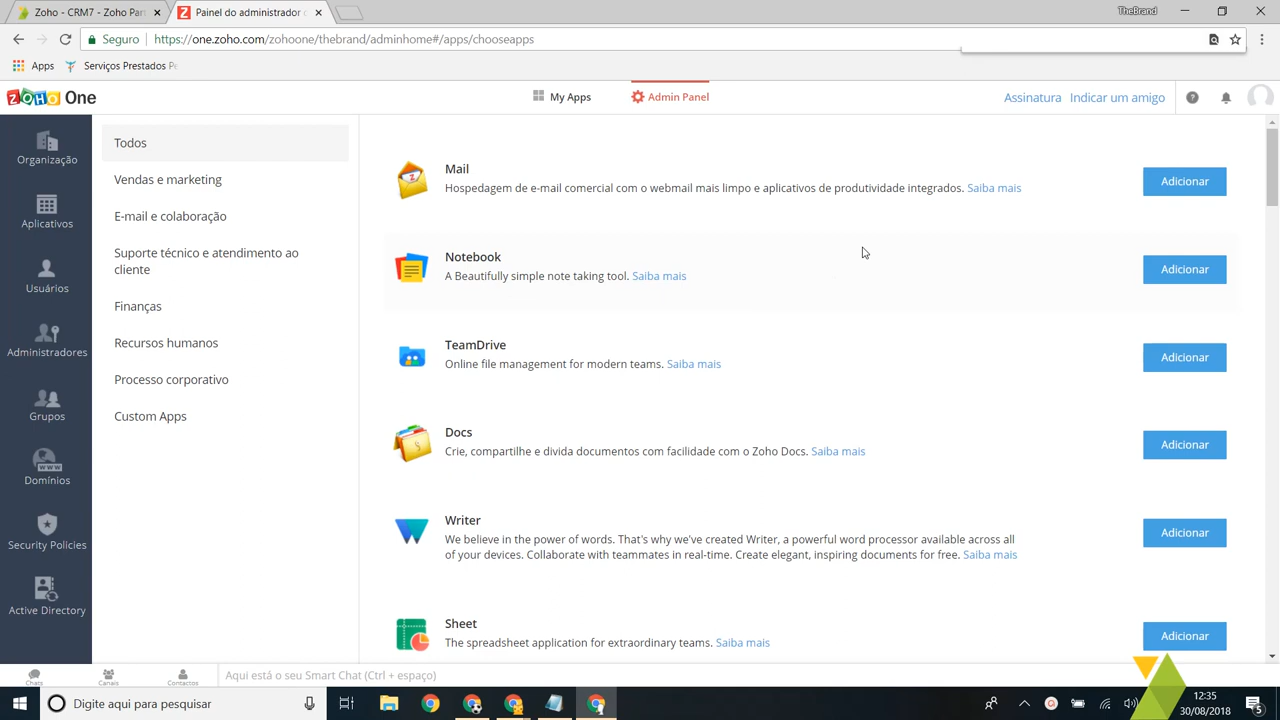 Zoho - CRM7 - Zoho Par
Painel do administrador
TheBrand
Seguro
https://one.zoho.com/zohoone/thebrand/adminhome#/apps/chooseapps
Apps
Serviços Prestados
ZOHO One
My Apps
Admin Panel
Assinatura
Indicar um amigo
Organização
Aplicativos
Usuários
Administradores
Grupos
Domínios
Security Policies
Active Directory
Todos
Vendas e marketing
E-mail e colaboração
Suporte técnico e atendimento ao
cliente
Finanças
Recursos humanos
Processo corporativo
Custom Apps
Mail
Hospedagem de e-mail comercial com o webmail mais limpo e aplicativos de produtividade integrados. Saiba mais
Adicionar
Notebook
A Beautifully simple note taking tool. Saiba mais
Adicionar
TeamDrive
Online file management for modern teams. Saiba mais
Adicionar
Docs
Crie, compartilhe e divida documentos com facilidade com o Zoho Docs. Saiba mais
Adicionar
Writer
We believe in the power of words. That's why we've created Writer, a powerful word processor available across all
of your devices. Collaborate with teammates in real-time. Create elegant, inspiring documents for free. Saiba mais
Adicionar
Sheet
The spreadsheet application for extraordinary teams. Saiba mais
Adicionar
Chats
Canais
Contactos
Aqui está o seu Smart Chat (Ctrl + espaço)
Digite aqui para pesquisar
12:35
30/08/2018
5